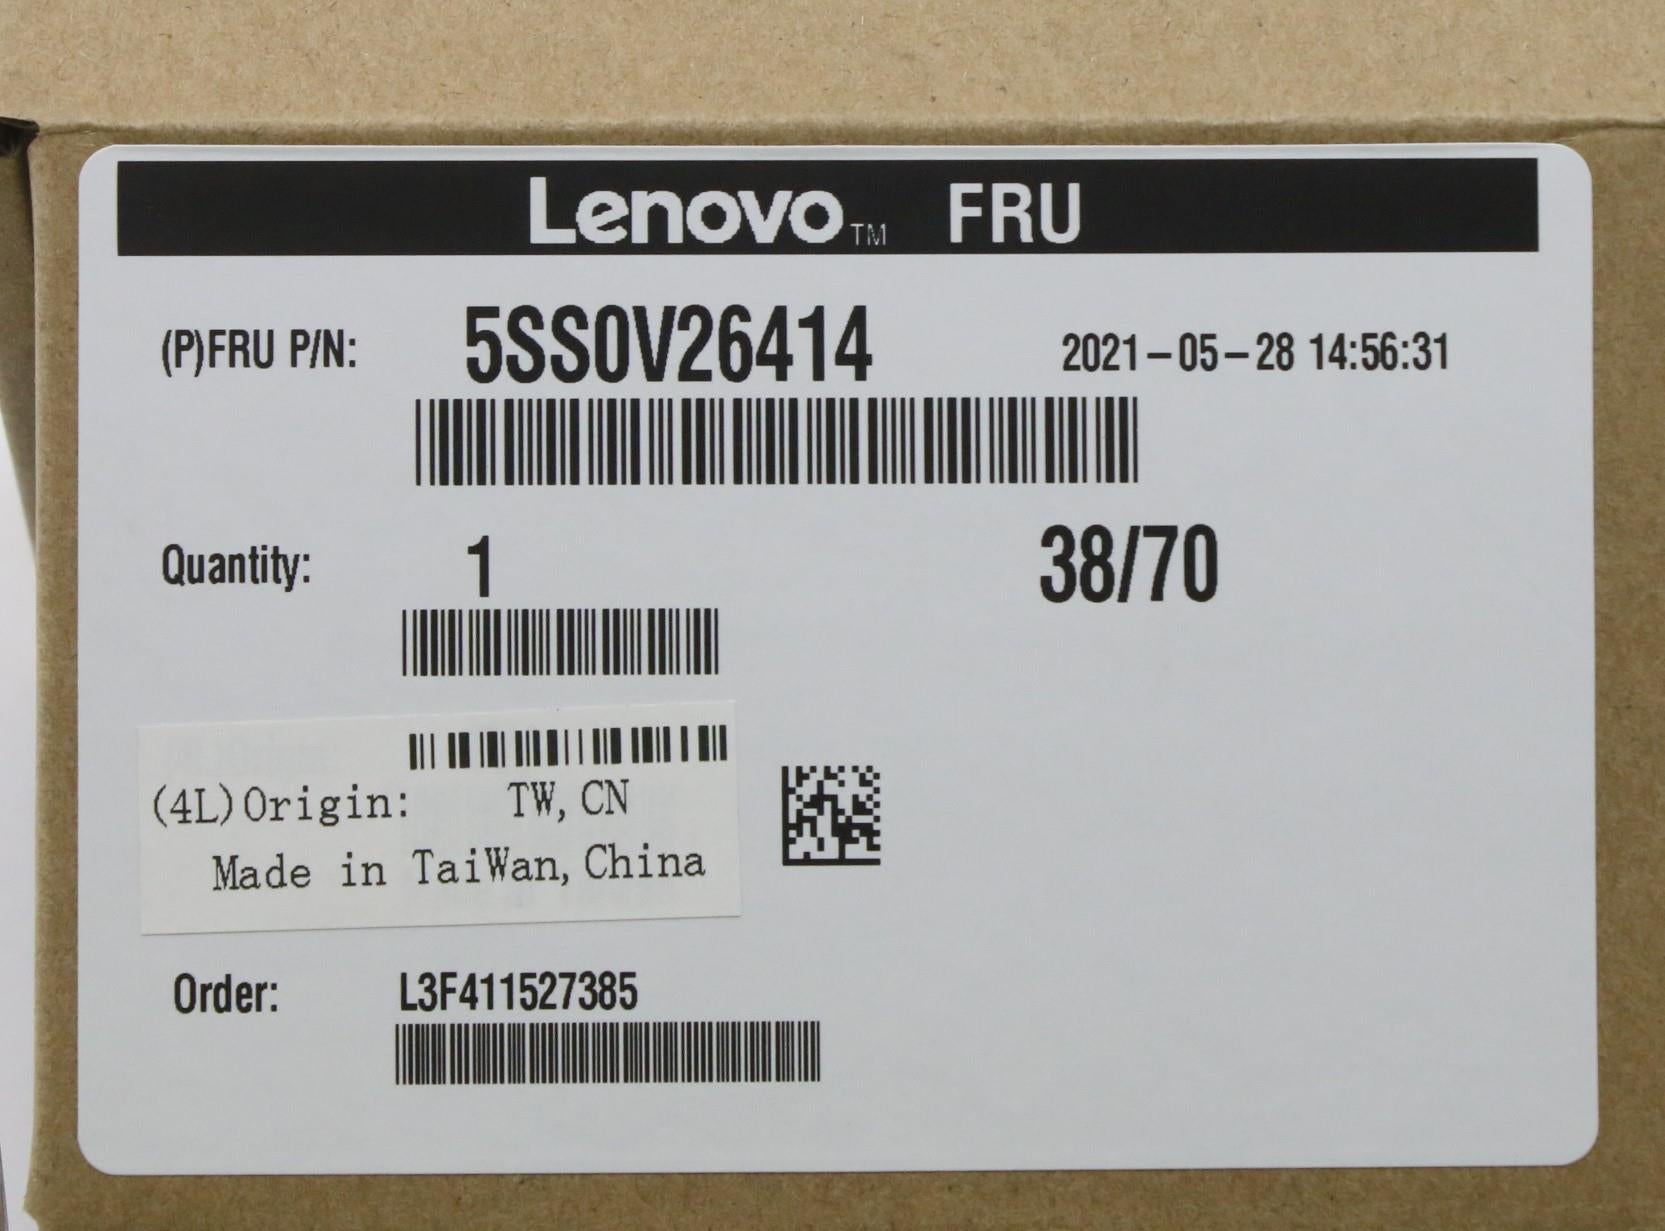 Lenovo™ FRU
(P)FRU P/N: 5SS0V26414 2021-05-28 14:56:31
Quantity: 1 38/70
(4L)Origin: TW, CN
Made in TaiWan, China
Order: L3F411527385